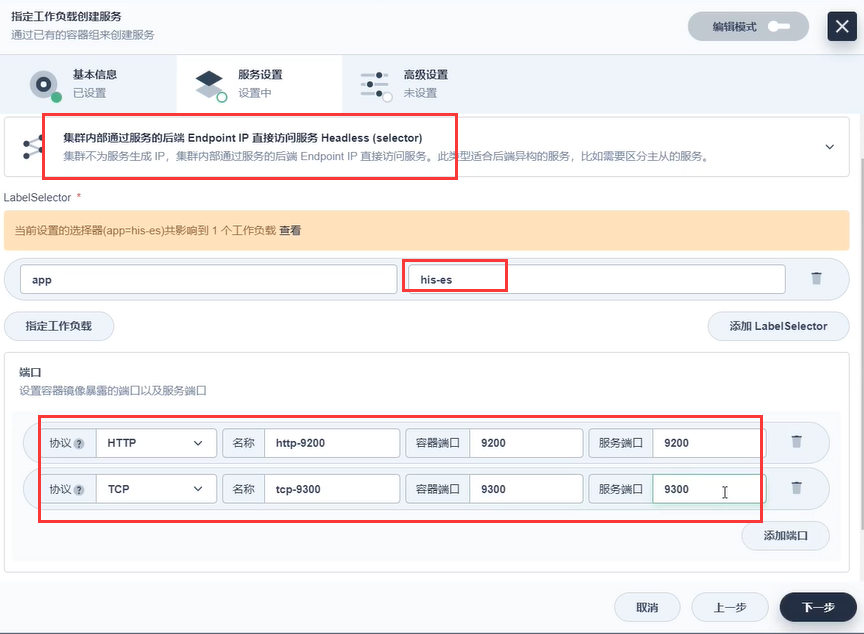 指定工作负载创建服务
通过已有的容器组来创建服务
编辑模式
基本信息
已设置
服务设置
设置中
高级设置
未设置
集群内部通过服务的后端 Endpoint IP 直接访问服务 Headless (selector)
集群不为服务生成 IP，集群内部通过服务的后端 Endpoint IP 直接访问服务。此类型适合后端异构的服务，比如需要区分主从的服务。
LabelSelector *
当前设置的选择器(app=his-es)共影响到 1 个工作负载 查看
app his-es
指定工作负载 添加 LabelSelector
端口
设置容器镜像暴露的端口以及服务端口
协议 ? HTTP 名称 http-9200 容器端口 9200 服务端口 9200
协议 ? TCP 名称 tcp-9300 容器端口 9300 服务端口 9300
添加端口
取消 上一步 下一步